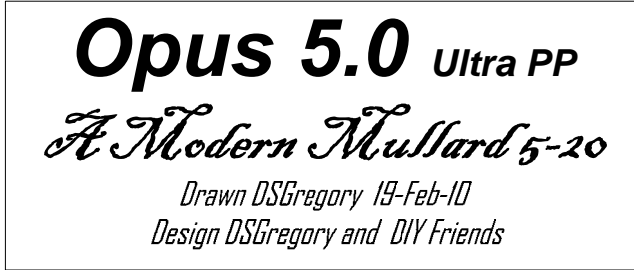 Opus 5.0 Ultra PP
A Modern Mullard 5-20
Drawn DSGregory 19-Feb-10
Design DSGregory and DIY Friends